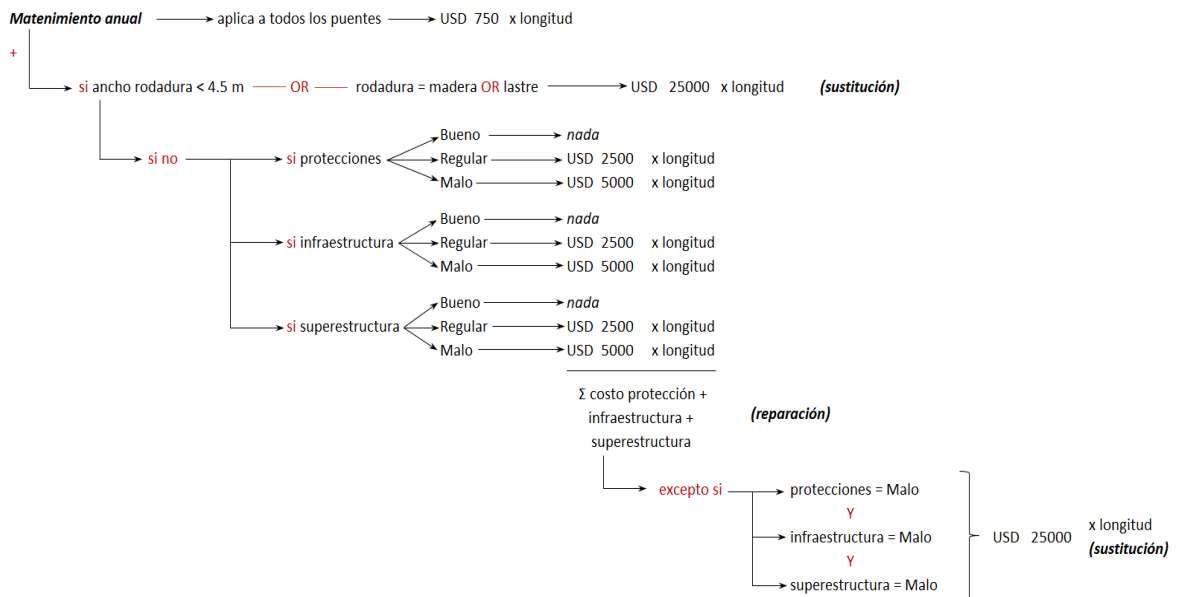 Matenimiento anual aplica a todos los puentes USD 750 x longitud
+
si ancho rodadura < 4.5 m OR rodadura = madera OR lastre USD 25000 x longitud (sustitución)
Bueno nada
si no si protecciones Regular USD 2500 x longitud
Malo USD 5000 x longitud
Bueno nada
si infraestructura Regular USD 2500 x longitud
Malo USD 5000 x longitud
Bueno nada
si superestructura Regular USD 2500 x longitud
Malo USD 5000 x longitud
Σ costo protección +
infraestructura +
superestructura
(reparación)
excepto si protecciones = Malo
Y
infraestructura = Malo
Y
superestructura = Malo
USD 25000 x longitud
(sustitución)